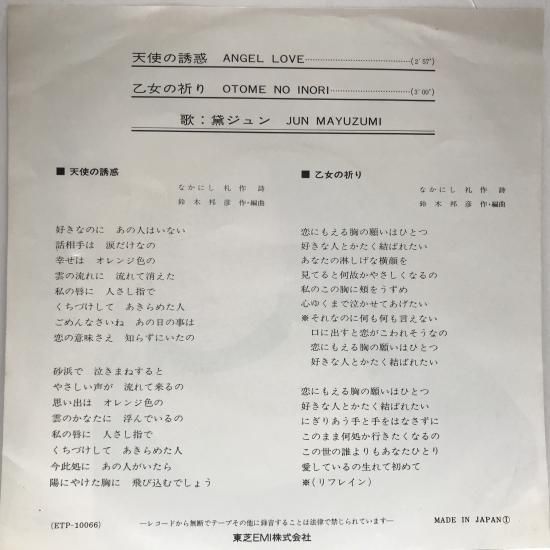 天使の誘惑 ANGEL LOVE……………………………(2'57")
乙女の祈り OTOME NO INORI……………………(3'00")
歌：黛ジュン JUN MAYUZUMI
■ 天使の誘惑
なかにし 礼 作 詩
鈴 木 邦 彦 作・編曲
好きなのに あの人はいない
話相手は 涙だけなの
幸せは オレンジ色の
雲の流れに 流れて消えた
私の唇に 人さし指で
くちづけして あきらめた人
ごめんなさいね あの日の事は
恋の意味さえ 知らずにいたの
砂浜で 泣きまねすると
やさしい声が 流れて来るの
思い出は オレンジ色の
雲のかなたに 浮んでいるの
私の唇に 人さし指で
くちづけして あきらめた人
今此処に あの人がいたら
陽にやけた胸に 飛び込むでしょう
■ 乙女の祈り
なかにし 礼 作 詩
鈴 木 邦 彦 作・編曲
恋にもえる胸の願いはひとつ
好きな人とかたく結ばれたい
あなたの淋しげな横顔を
見てると何故かやさしくなるの
私のこの胸に頬をうずめ
心ゆくまで泣かせてあげたい
※それなのに何も何も言えない
口に出すと恋がこわれそうなの
恋にもえる胸の願いはひとつ
好きな人とかたく結ばれたい
恋にもえる胸の願いはひとつ
好きな人とかたく結ばれたい
にぎりあう手と手をはなさずに
このまま何処か行きたくなるの
この世の誰よりもあなたひとり
愛しているの生れて初めて
※(リフレイン)
(ETP-10066)
―レコードから無断でテープその他に録音することは法律で禁じられています―
MADE IN JAPAN①
東芝EMI株式会社